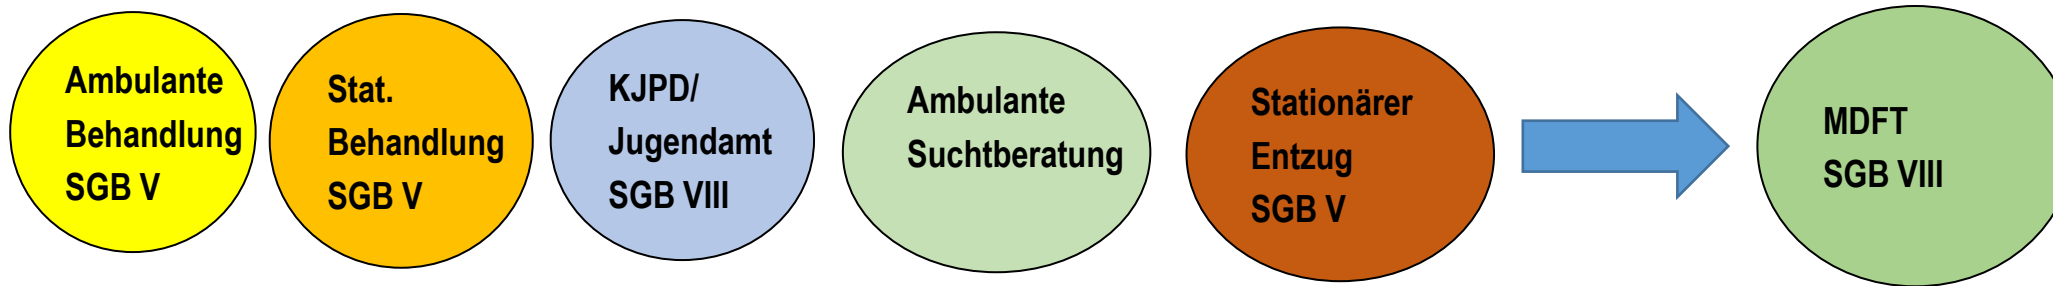 Ambulante
Behandlung
SGB V
Stat.
Behandlung
SGB V
KJPD/
Jugendamt
SGB VIII
Ambulante
Suchtberatung
Stationärer
Entzug
SGB V
MDFT
SGB VIII